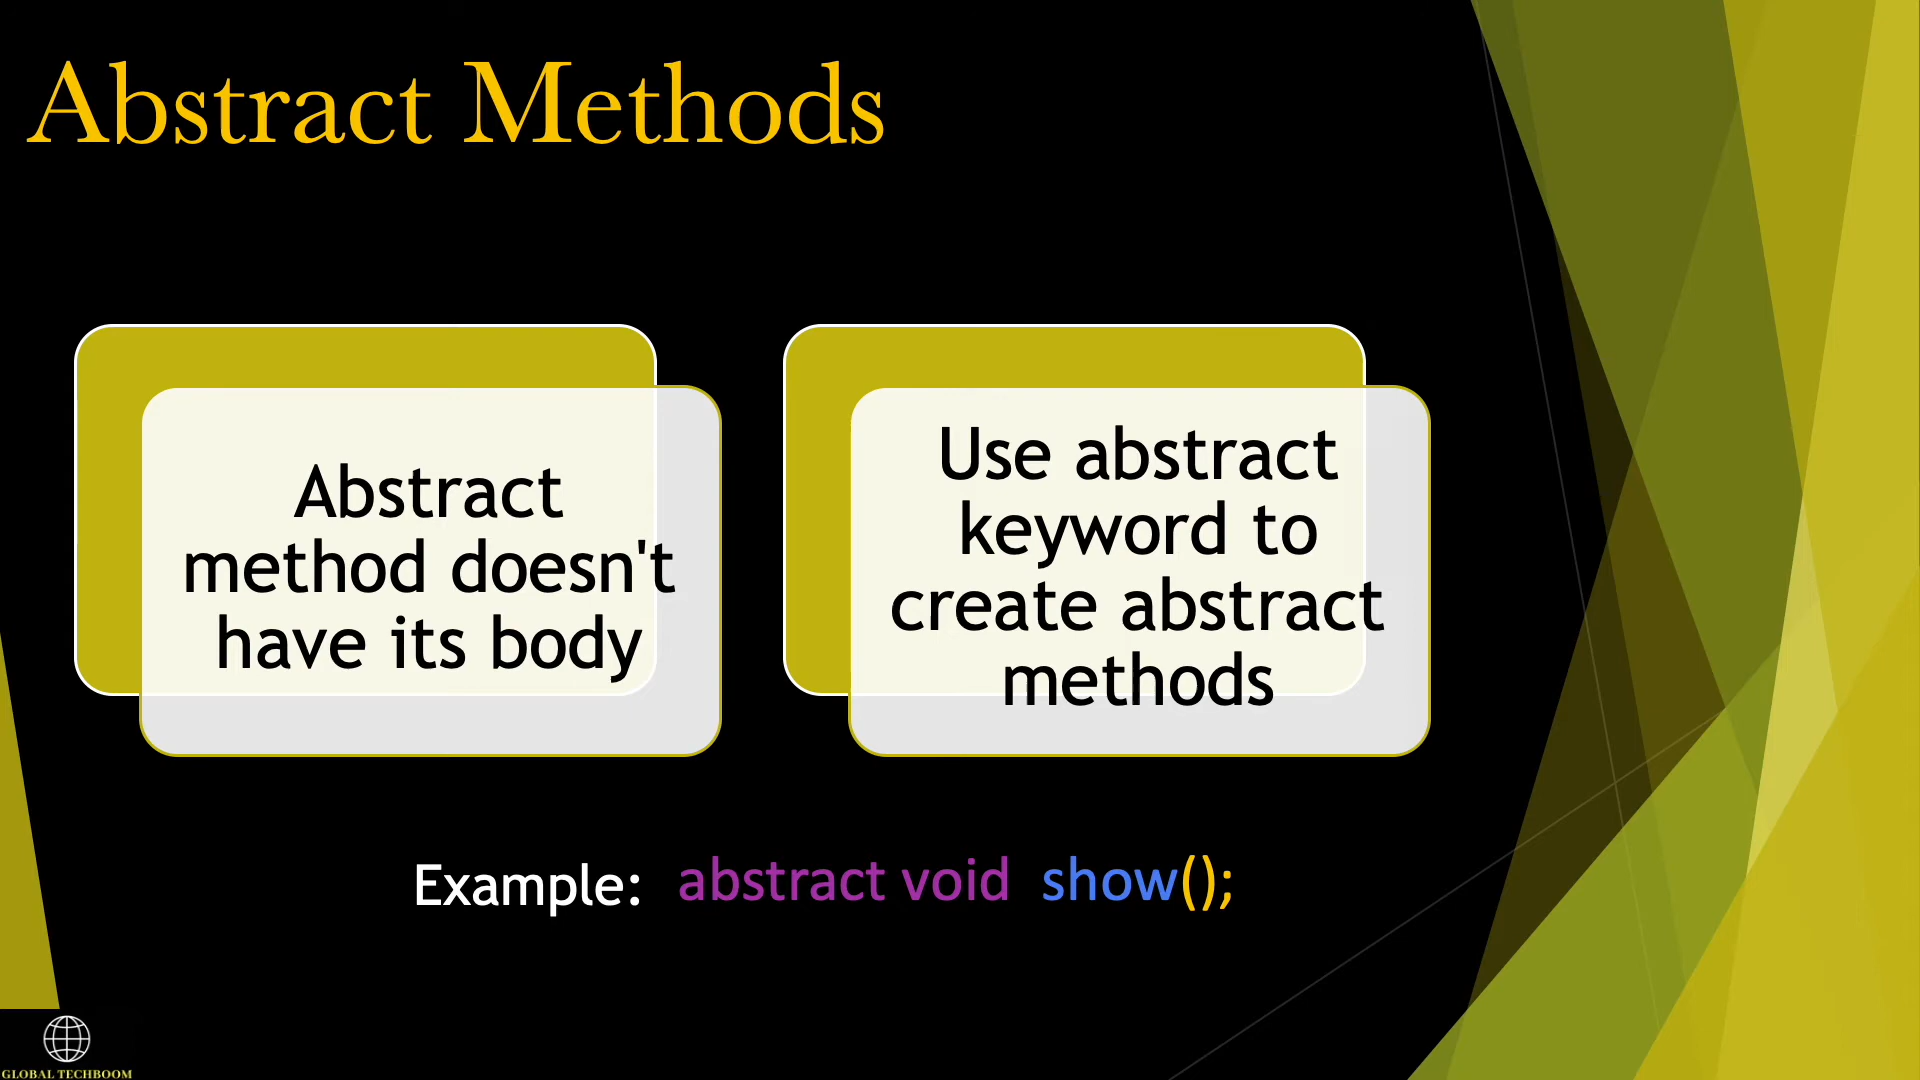 Abstract Methods
Abstract
method doesn't
have its body
Use abstract
keyword to
create abstract
methods
Example: abstract void show();
GLOBAL TECHBOOM